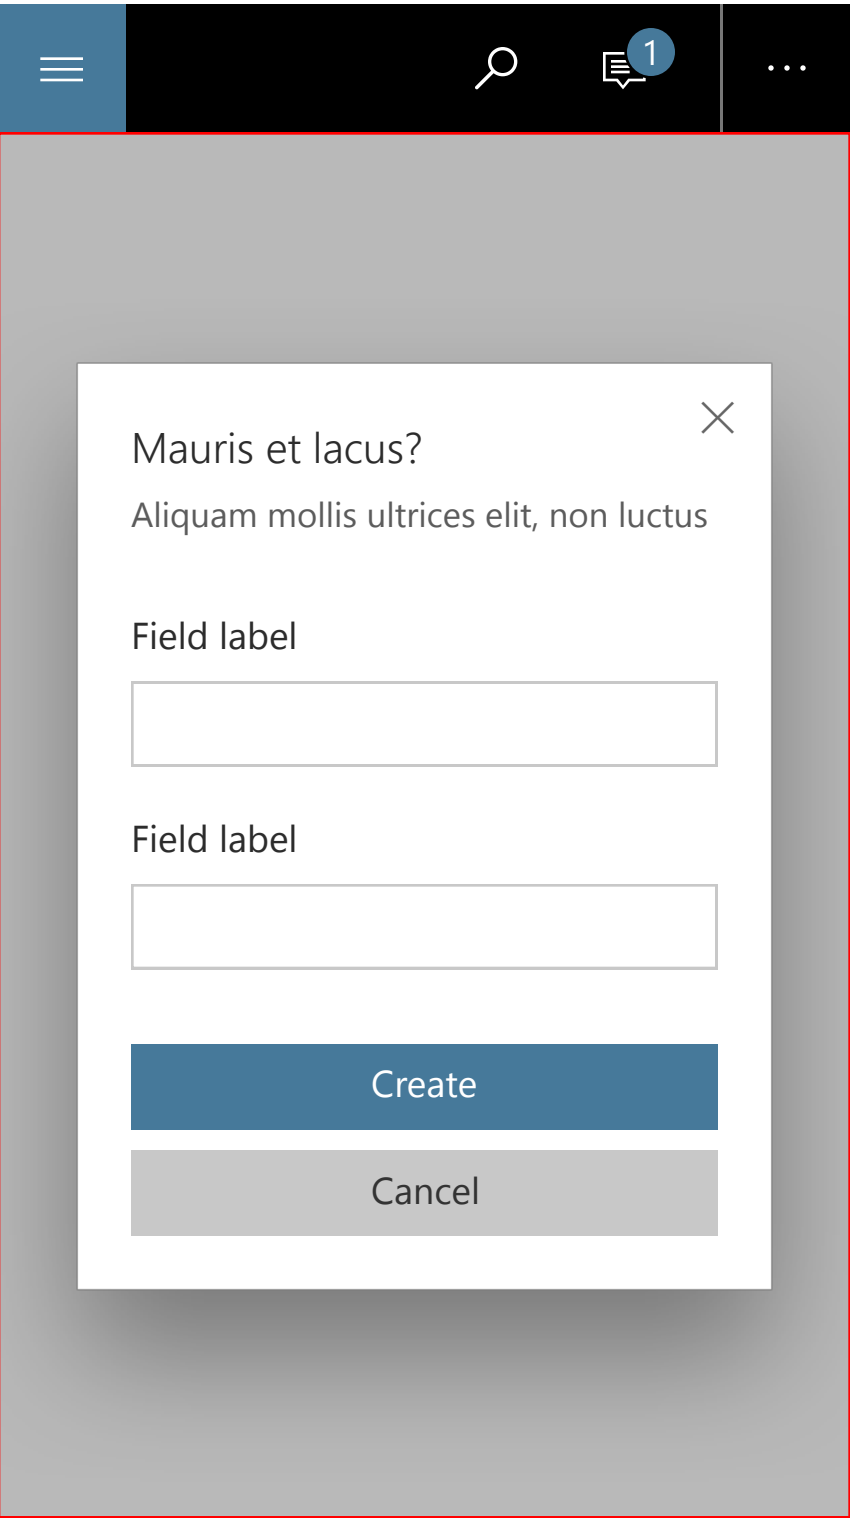 1
Mauris et lacus?
Aliquam mollis ultrices elit, non luctus
Field label
Field label
Create
Cancel